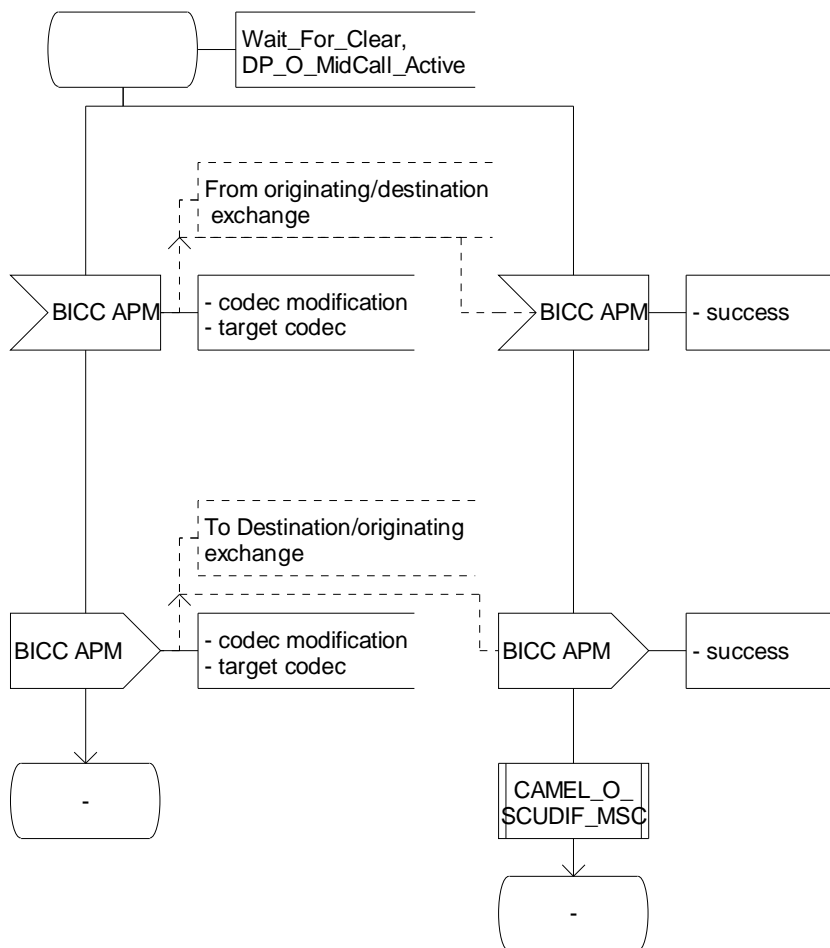 Wait_For_Clear,
DP_O_MidCall_Active
From originating/destination
exchange
BICC APM
- codec modification
- target codec
BICC APM
- success
To Destination/originating
exchange
BICC APM
- codec modification
- target codec
BICC APM
- success
-
CAMEL_O_
SCUDIF_MSC
-